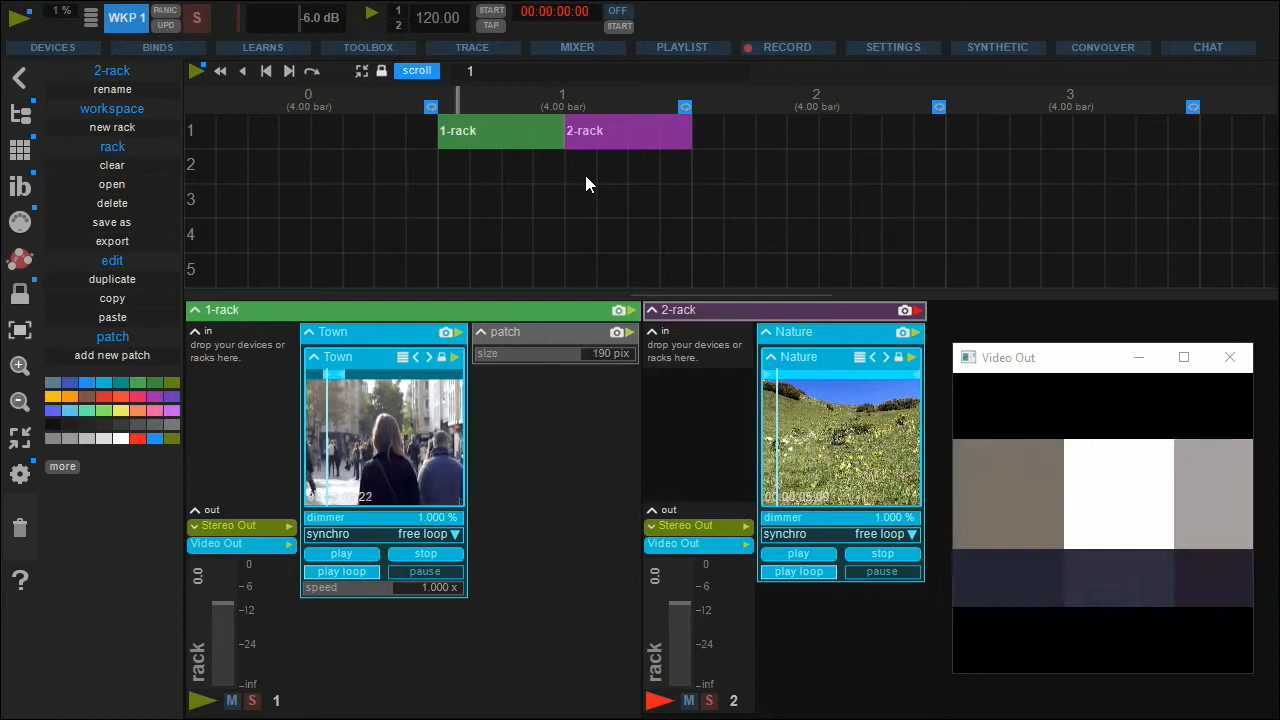 1 %
WKP 1
PANIC
UPD
S
-6.0 dB
1
2
120.00
START
TAP
00:00:00:00
OFF
START
DEVICES
BINDS
LEARNS
TOOLBOX
TRACE
MIXER
PLAYLIST
RECORD
SETTINGS
SYNTHETIC
CONVOLVER
CHAT
2-rack
rename
workspace
new rack
rack
clear
open
delete
save as
export
edit
duplicate
copy
paste
patch
add new patch
more
ib
?
scroll
1
0
(4.00 bar)
1
(4.00 bar)
2
(4.00 bar)
3
(4.00 bar)
1
1-rack
2-rack
2
3
4
5
1-rack
in
drop your devices or
racks here.
out
Stereo Out
Video Out
0.0
0
-6
-12
-24
-inf
rack
M
S
1
Town
Town
dimmer
1.000 %
synchro
free loop
play
stop
play loop
pause
speed
1.000 x
patch
size
190 pix
2-rack
in
drop your devices or
racks here.
out
Stereo Out
Video Out
0.0
0
-6
-12
-24
-inf
rack
M
S
2
Nature
Nature
dimmer
1.000 %
synchro
free loop
play
stop
play loop
pause
Video Out